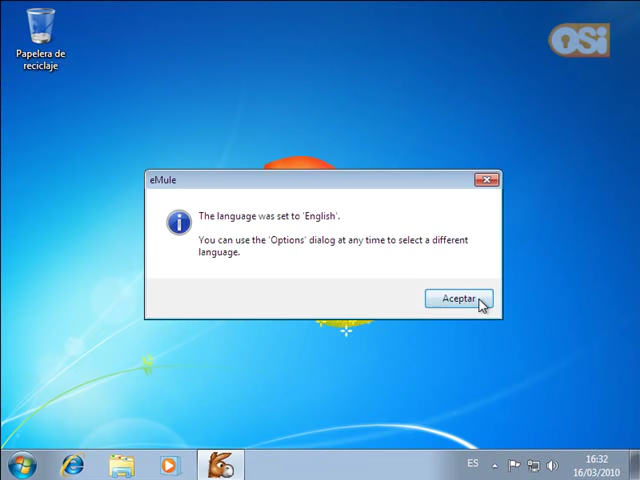 Papelera de
reciclaje
OSi
eMule
The language was set to 'English'.
You can use the 'Options' dialog at any time to select a different
language.
Aceptar
ES
16:32
16/03/2010